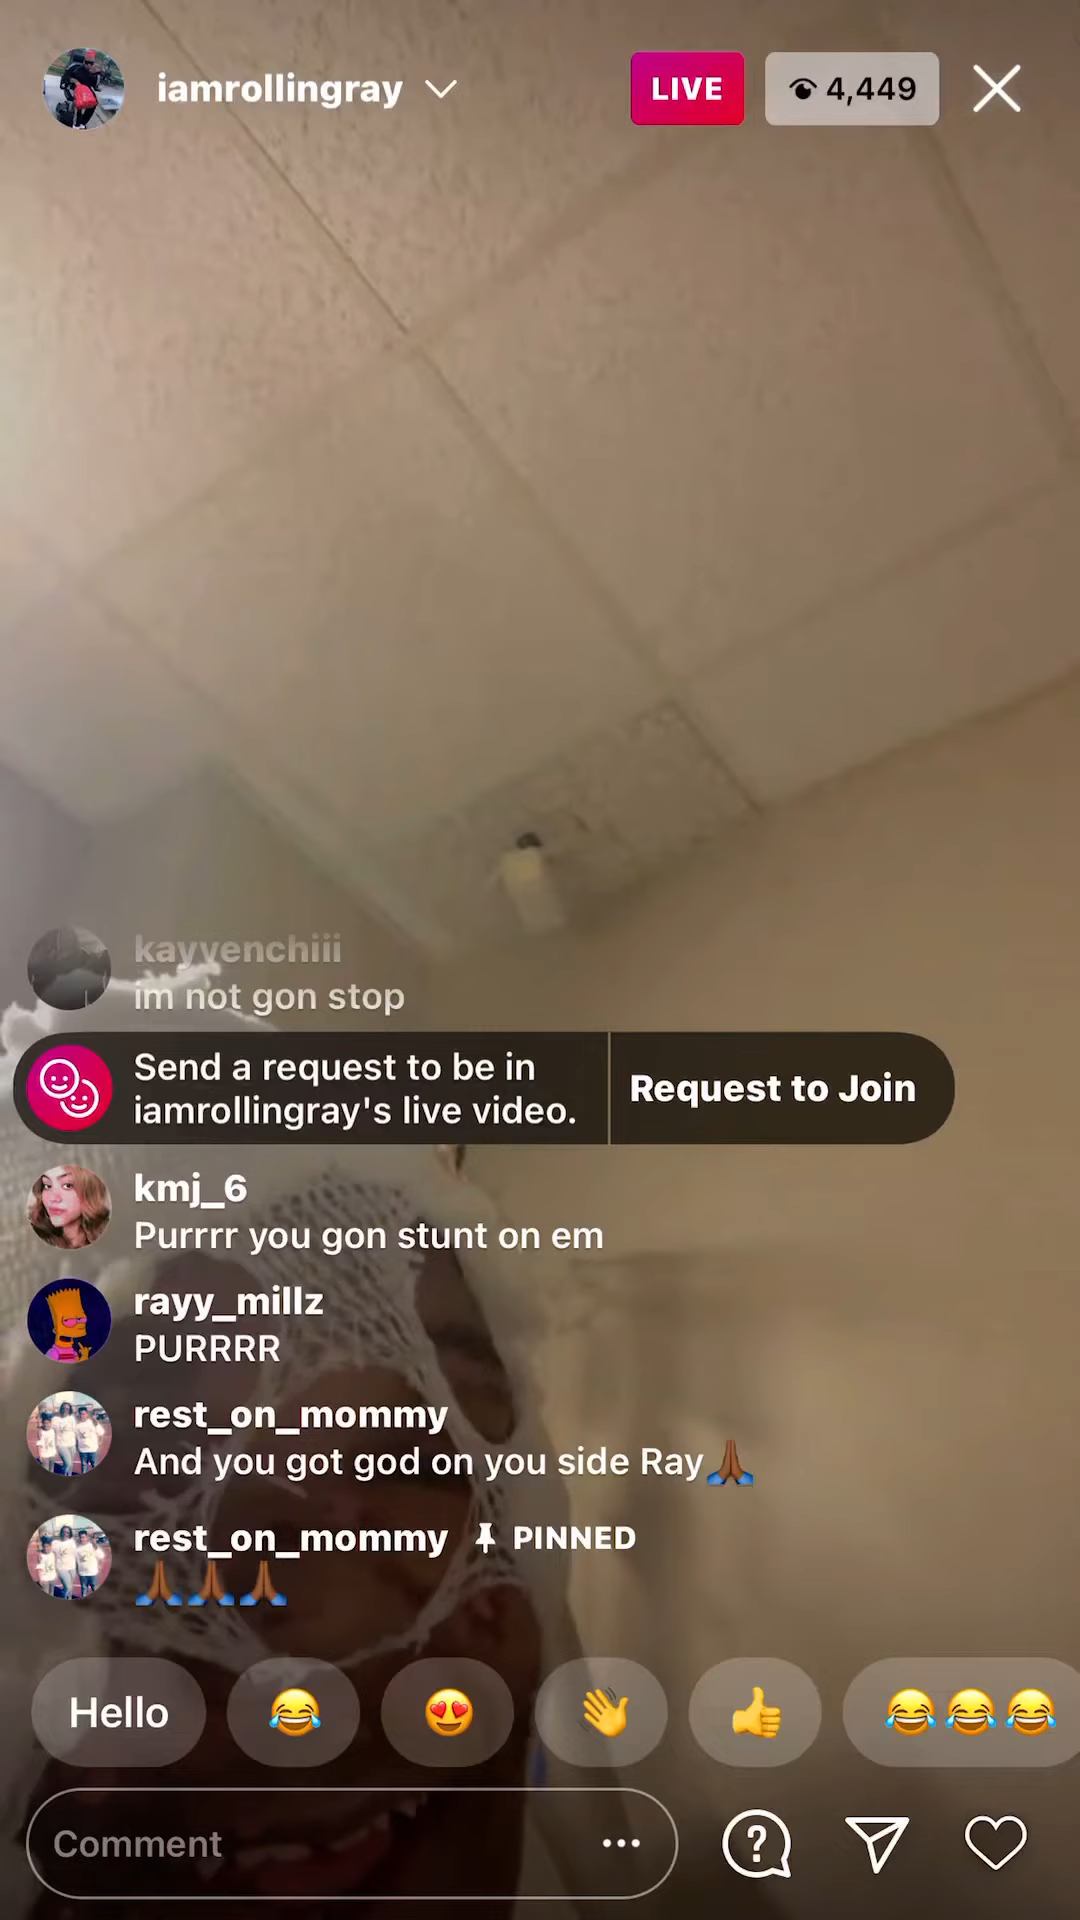 iamrollingray
LIVE
4,449
kayvenchiii
im not gon stop
Send a request to be in
iamrollingray's live video.
Request to Join
kmj_6
Purrrr you gon stunt on em
rayy_millz
PURRRR
rest_on_mommy
And you got god on you side Ray🙏🏾
rest_on_mommy PINNED
🙏🏾🙏🏾🙏🏾
Hello 😂 😍 👋 👍 😂😂😂
Comment